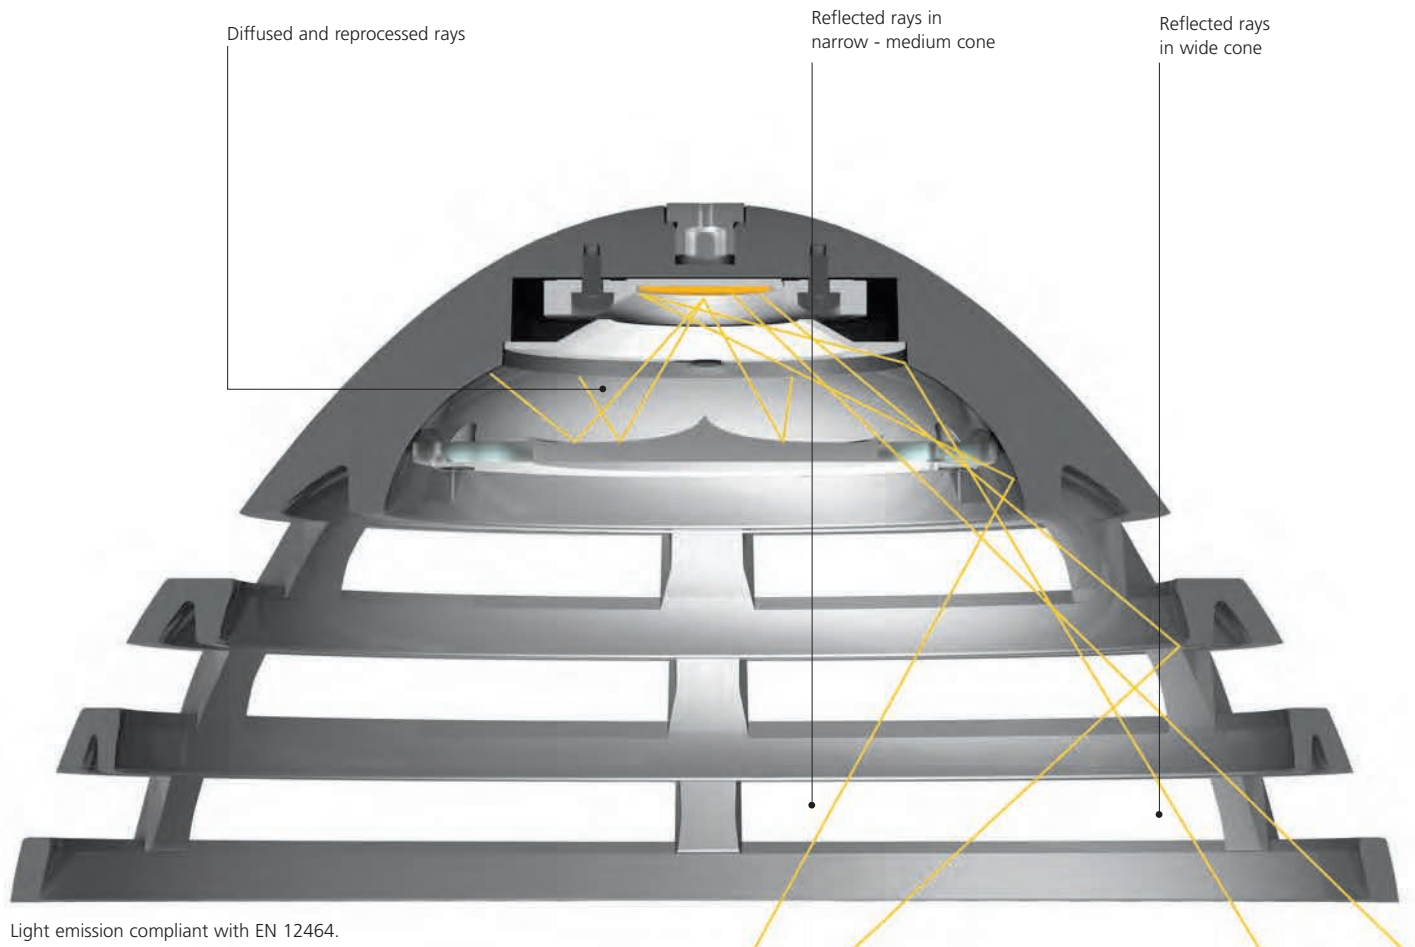 Diffused and reprocessed rays
Reflected rays in
narrow - medium cone
Reflected rays
in wide cone
Light emission compliant with EN 12464.